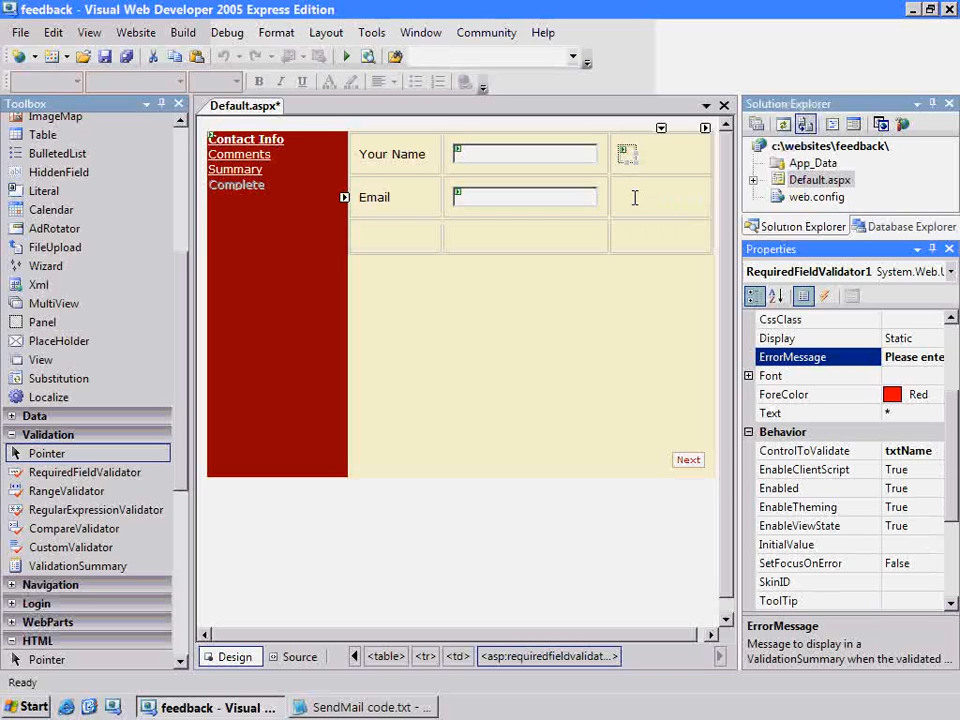 feedback - Visual Web Developer 2005 Express Edition
File Edit View Website Build Debug Format Layout Tools Window Community Help
B I U A
Toolbox
ImageMap
Table
BulletedList
HiddenField
Literal
Calendar
AdRotator
FileUpload
Wizard
Xml
MultiView
Panel
PlaceHolder
View
Substitution
Localize
Data
Validation
Pointer
RequiredFieldValidator
RangeValidator
RegularExpressionValidator
CompareValidator
CustomValidator
ValidationSummary
Navigation
Login
WebParts
HTML
Pointer
Default.aspx*
Contact Info
Comments
Summary
Complete
Your Name
Email
Next
Design Source <table> <tr> <td> <asp:requiredfieldvalidat...>
Solution Explorer
c:\websites\feedback\
App_Data
Default.aspx
web.config
Solution Explorer Database Explorer
Properties
RequiredFieldValidator1 System.Web.U
CssClass
Display Static
ErrorMessage Please ente
Font
ForeColor Red
Text *
Behavior
ControlToValidate txtName
EnableClientScript True
Enabled True
EnableTheming True
EnableViewState True
InitialValue
SetFocusOnError False
SkinID
ToolTip
ErrorMessage
Message to display in a
ValidationSummary when the validated ...
Ready
Start feedback - Visual ... SendMail code.txt - ...